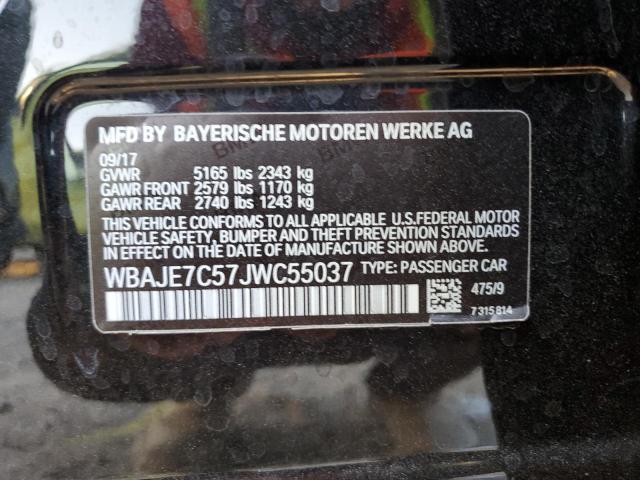 MFD BY BAYERISCHE MOTOREN WERKE AG
09/17
GVWR 5165 lbs 2343 kg
GAWR FRONT 2579 lbs 1170 kg
GAWR REAR 2740 lbs 1243 kg
THIS VEHICLE CONFORMS TO ALL APPLICABLE U.S.FEDERAL MOTOR
VEHICLE SAFETY, BUMPER AND THEFT PREVENTION STANDARDS
IN EFFECT ON THE DATE OF MANUFACTURE SHOWN ABOVE.
WBAJE7C57JWC55037 TYPE: PASSENGER CAR
475/9
7 315 814